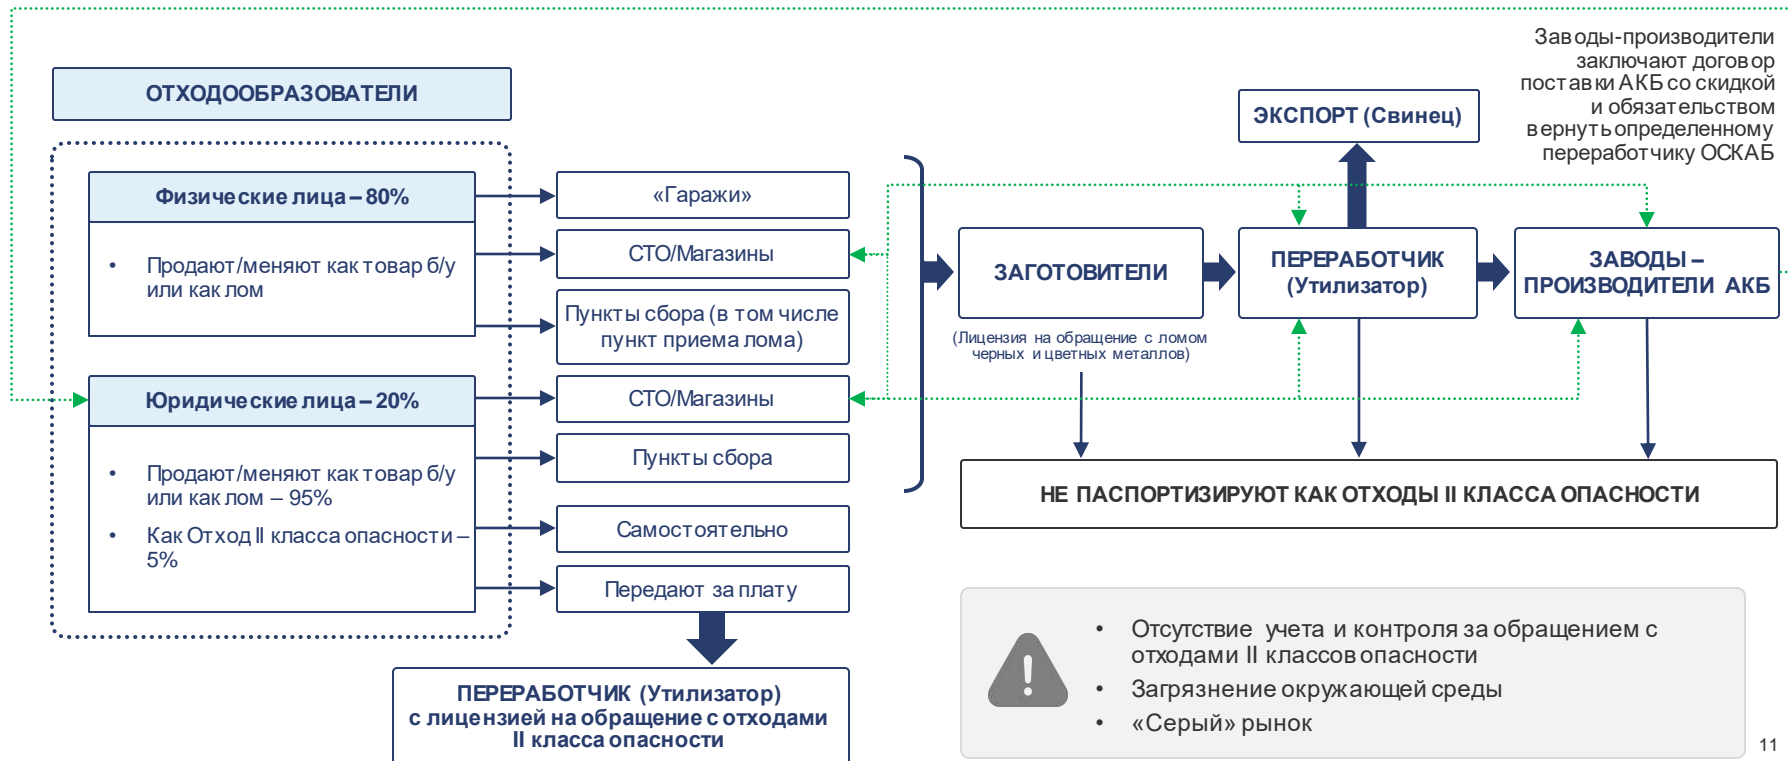 Заводы-производители
заключают договор
поставки АКБ со скидкой
и обязательством
вернуть определенному
переработчику ОСКАБ
ОТХОДООБРАЗОВАТЕЛИ
Физические лица – 80%
• Продают/меняют как товар б/у
или как лом
Юридические лица – 20%
• Продают/меняют как товар б/у
или как лом – 95%
• Как Отход II класса опасности –
5%
«Гаражи»
СТО/Магазины
Пункты сбора (в том числе
пункт приема лома)
СТО/Магазины
Пункты сбора
Самостоятельно
Передают за плату
ПЕРЕРАБОТЧИК (Утилизатор)
с лицензией на обращение с отходами
II класса опасности
ЗАГОТОВИТЕЛИ
(Лицензия на обращение с ломом
черных и цветных металлов)
ЭКСПОРТ (Свинец)
ПЕРЕРАБОТЧИК
(Утилизатор)
ЗАВОДЫ –
ПРОИЗВОДИТЕЛИ АКБ
НЕ ПАСПОРТИЗИРУЮТ КАК ОТХОДЫ II КЛАССА ОПАСНОСТИ
• Отсутствие учета и контроля за обращением с
отходами II классов опасности
• Загрязнение окружающей среды
• «Серый» рынок
11